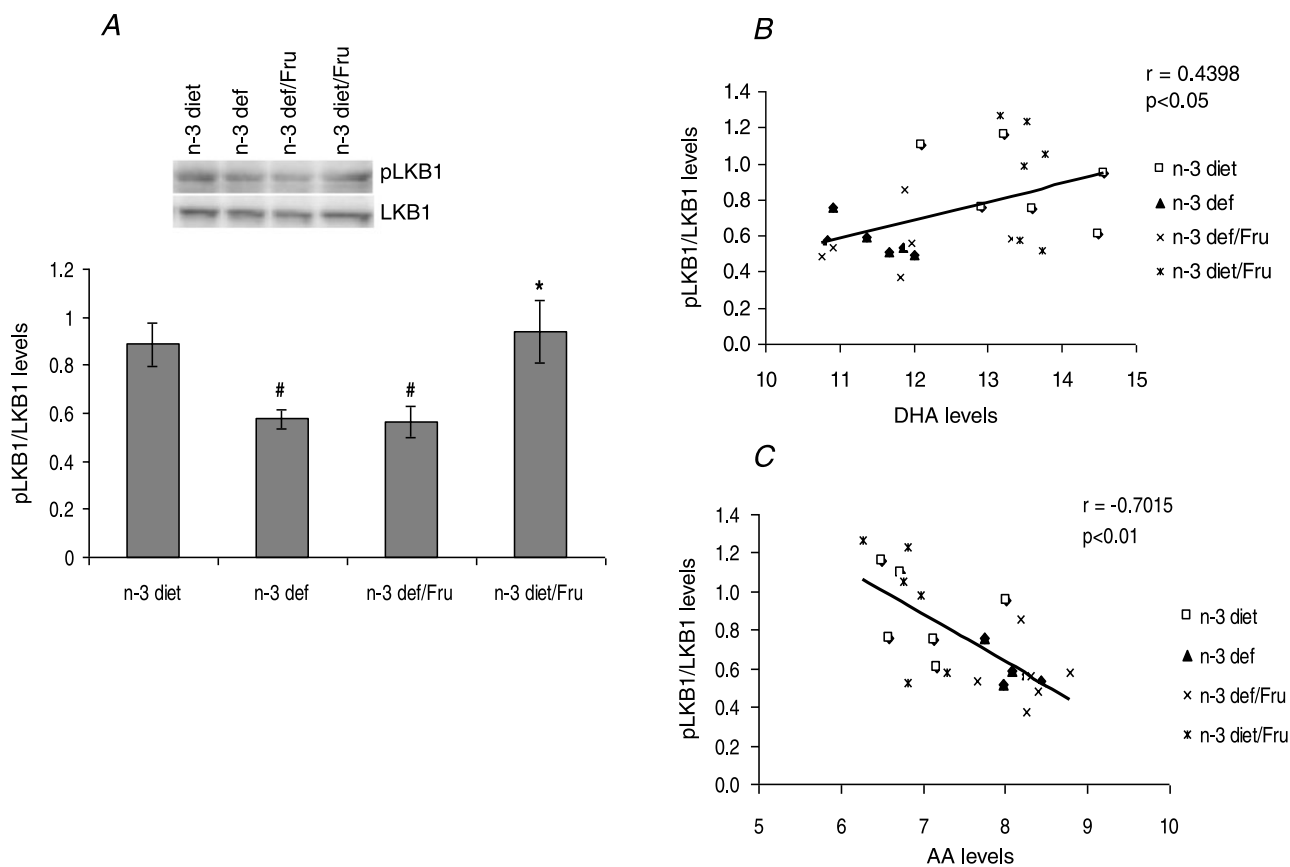 A
n-3 diet
n-3 def
n-3 def/Fru
n-3 diet/Fru
pLKB1
LKB1
pLKB1/LKB1 levels
1.2
1
0.8
0.6
0.4
0.2
0
#
#
*
n-3 diet
n-3 def
n-3 def/Fru
n-3 diet/Fru
B
r = 0.4398
p<0.05
pLKB1/LKB1 levels
1.4
1.2
1.0
0.8
0.6
0.4
0.2
0.0
10 11 12 13 14 15
DHA levels
n-3 diet
n-3 def
n-3 def/Fru
n-3 diet/Fru
C
r = -0.7015
p<0.01
pLKB1/LKB1 levels
1.4
1.2
1.0
0.8
0.6
0.4
0.2
0.0
5 6 7 8 9 10
AA levels
n-3 diet
n-3 def
n-3 def/Fru
n-3 diet/Fru